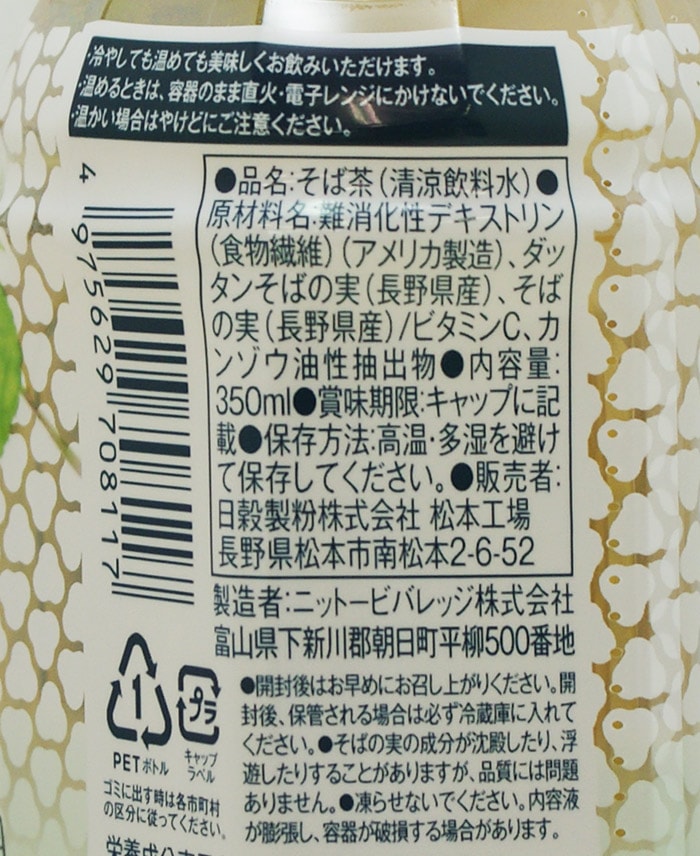 ・冷やしても温めても美味しくお飲みいただけます。
・温めるときは、容器のまま直火・電子レンジにかけないでください。
・温かい場合はやけどにご注意ください。
●品名:そば茶(清涼飲料水)●
原材料名:難消化性デキストリン
(食物繊維)(アメリカ製造)、ダッ
タンそばの実(長野県産)、そば
の実(長野県産)/ビタミンC、カ
ンゾウ油性抽出物●内容量:
350ml●賞味期限:キャップに記
載●保存方法:高温・多湿を避け
て保存してください。●販売者:
日穀製粉株式会社 松本工場
長野県松本市南松本2-6-52
製造者:ニットービバレッジ株式会社
富山県下新川郡朝日町平柳500番地
●開封後はお早めにお召し上がりください。開
封後、保管される場合は必ず冷蔵庫に入れて
ください。●そばの実の成分が沈殿したり、浮
遊したりすることがありますが、品質には問題
ありません。●凍らせないでください。内容液
が膨張し、容器が破損する場合があります。
4 975629 708117
1
PETボトル
プラ
キャップ
ラベル
ゴミに出す時は各市町村
の区分に従ってください。